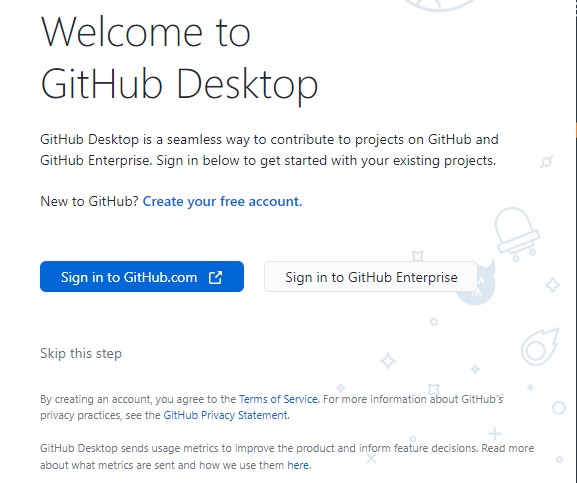 Welcome to
GitHub Desktop
GitHub Desktop is a seamless way to contribute to projects on GitHub and
GitHub Enterprise. Sign in below to get started with your existing projects.
New to GitHub? Create your free account.
Sign in to GitHub.com
Sign in to GitHub Enterprise
Skip this step
By creating an account, you agree to the Terms of Service. For more information about GitHub's
privacy practices, see the GitHub Privacy Statement.
GitHub Desktop sends usage metrics to improve the product and inform feature decisions. Read more
about what metrics are sent and how we use them here.